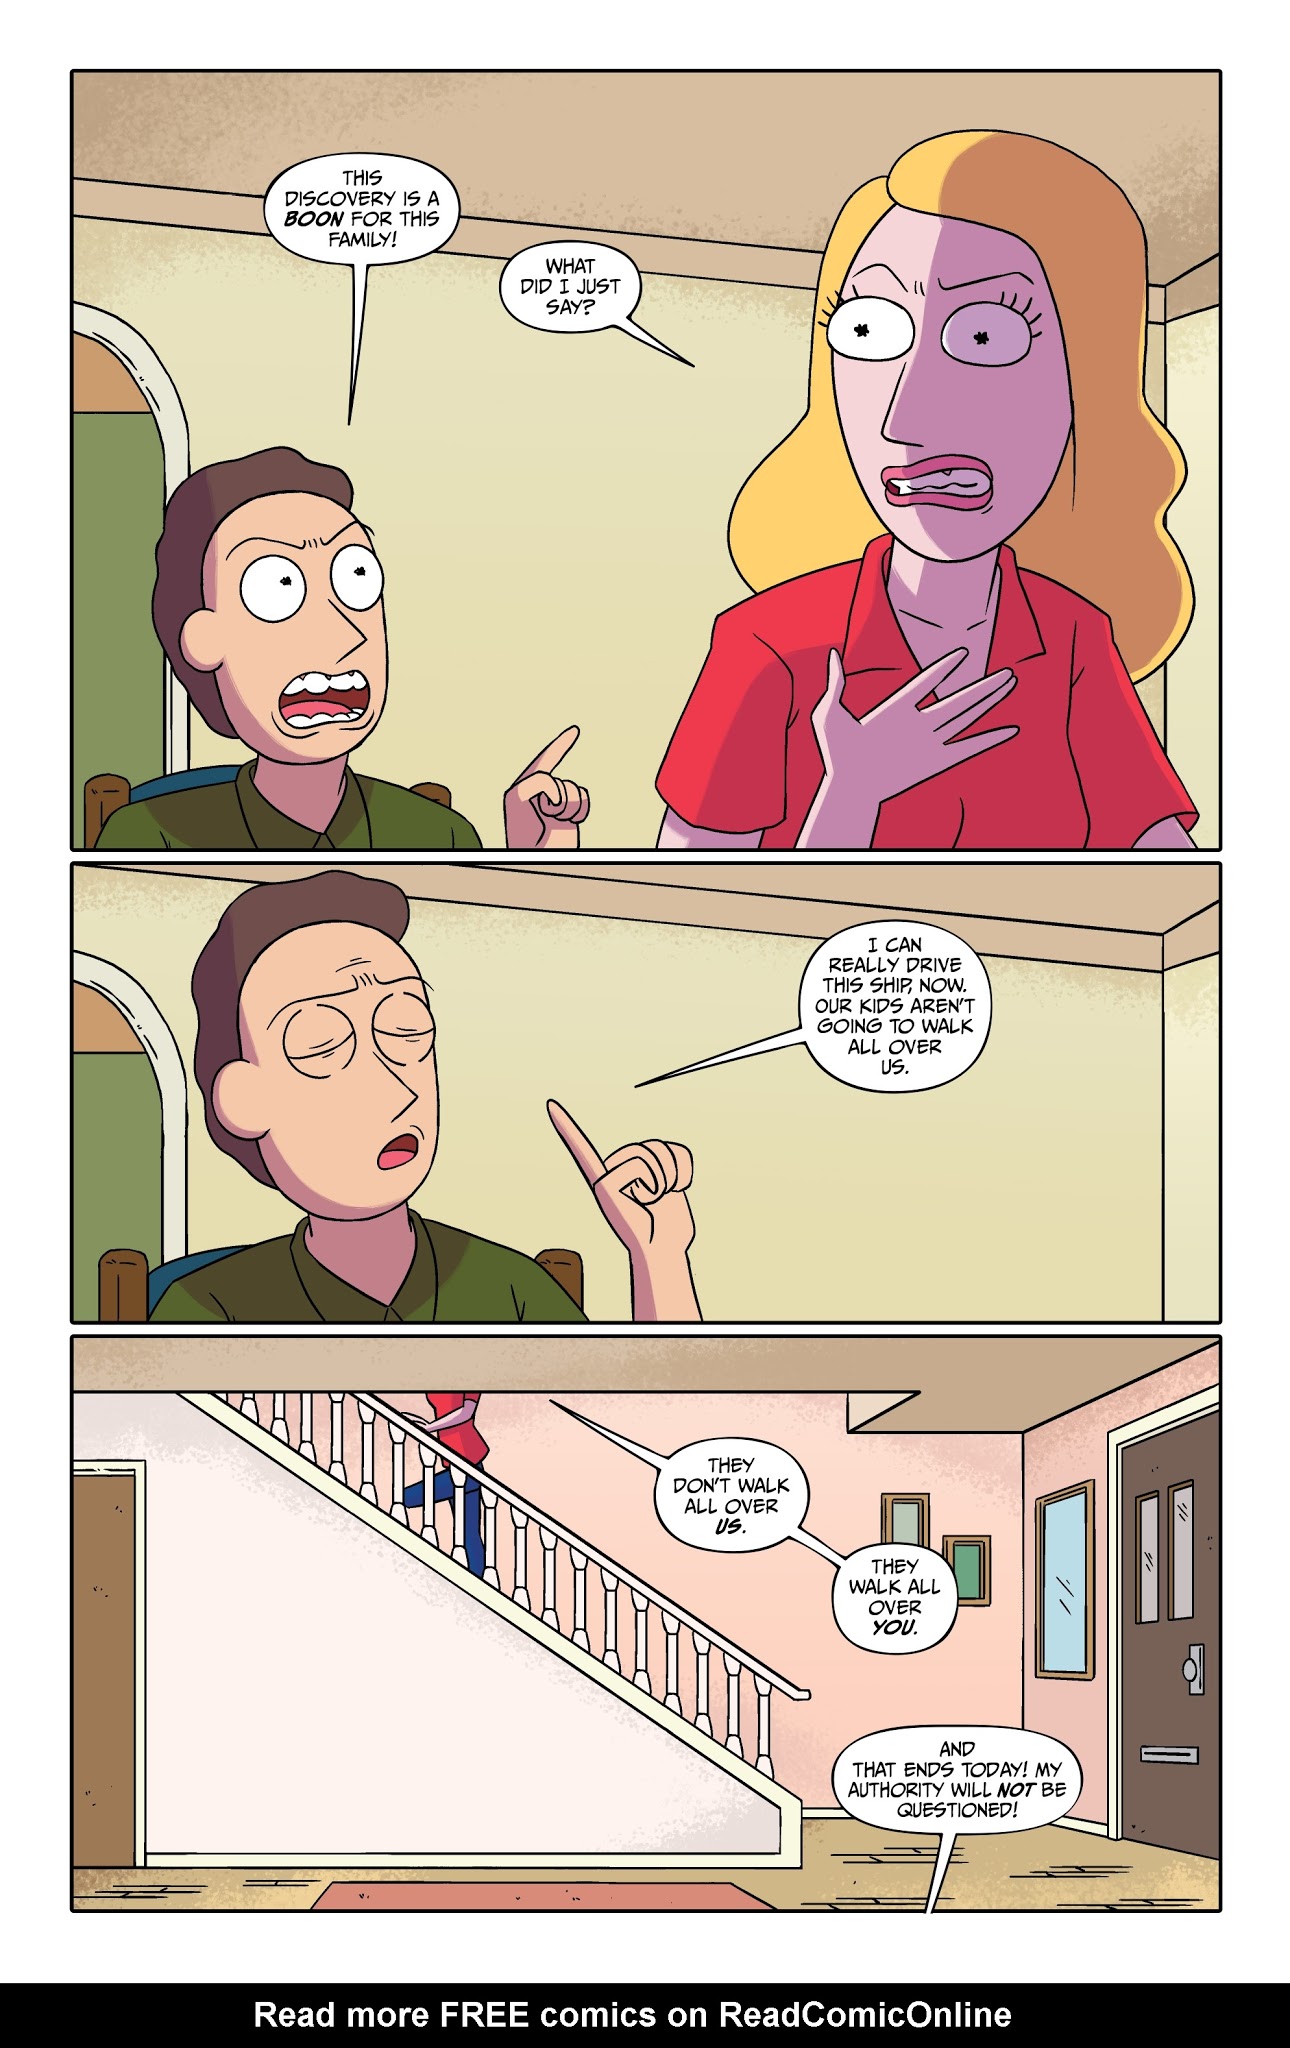 THIS
DISCOVERY IS A
BOON FOR THIS
FAMILY!
WHAT
DID I JUST
SAY?
I CAN
REALLY DRIVE
THIS SHIP, NOW.
OUR KIDS AREN'T
GOING TO WALK
ALL OVER
US.
THEY
DON'T WALK
ALL OVER
US.
THEY
WALK ALL
OVER
YOU.
AND
THAT ENDS TODAY! MY
AUTHORITY WILL NOT BE
QUESTIONED!
Read more FREE comics on ReadComicOnline